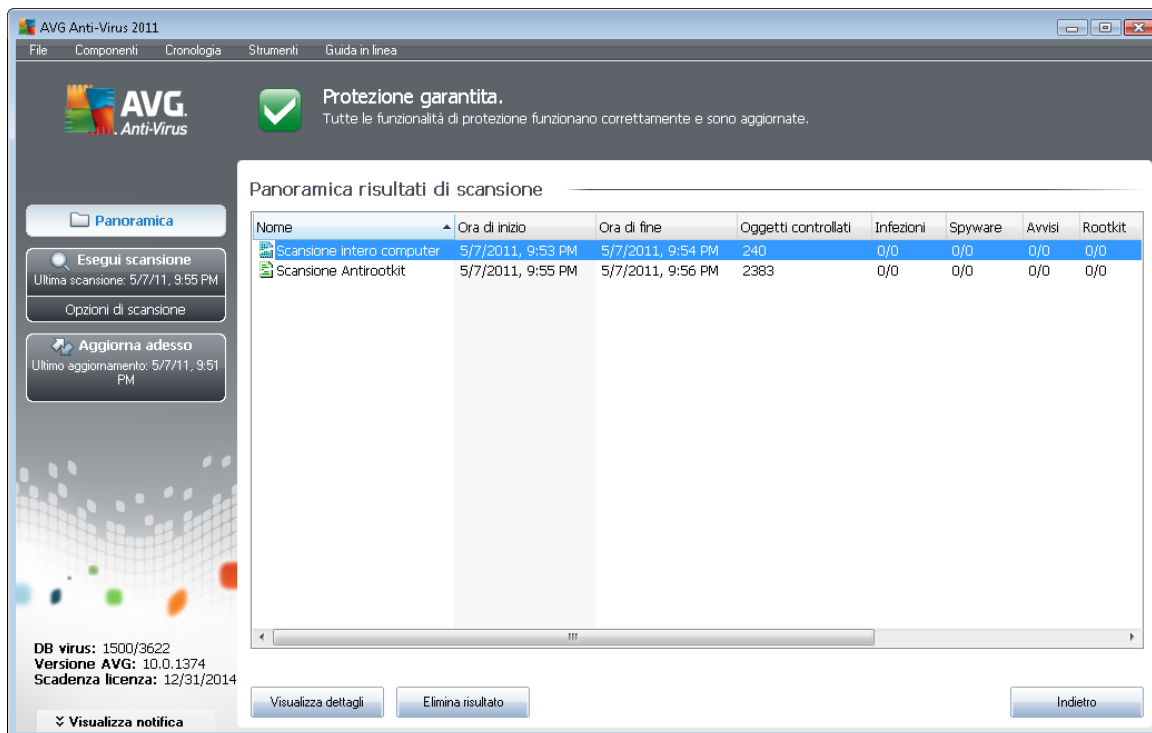 AVG Anti-Virus 2011
File Componenti Cronologia Strumenti Guida in linea
AVG.
Anti-Virus
Protezione garantita.
Tutte le funzionalità di protezione funzionano correttamente e sono aggiornate.
Panoramica
Esegui scansione
Ultima scansione: 5/7/11, 9:55 PM
Opzioni di scansione
Aggiorna adesso
Ultimo aggiornamento: 5/7/11, 9:51
PM
DB virus: 1500/3622
Versione AVG: 10.0.1374
Scadenza licenza: 12/31/2014
Visualizza notifica
Panoramica risultati di scansione
Nome Ora di inizio Ora di fine Oggetti controllati Infezioni Spyware Avvisi Rootkit
Scansione intero computer 5/7/2011, 9:53 PM 5/7/2011, 9:54 PM 240 0/0 0/0 0/0 0/0
Scansione Antirootkit 5/7/2011, 9:55 PM 5/7/2011, 9:56 PM 2383 0/0 0/0 0/0 0/0
Visualizza dettagli Elimina risultato Indietro